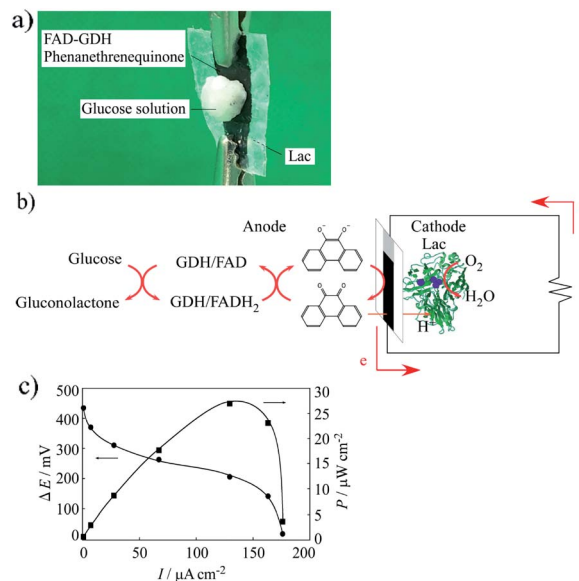 a)
FAD-GDH
Phenanethrenequinone
Glucose solution
Lac
b)
Anode
Cathode
Lac
Glucose
GDH/FAD
O2
Gluconolactone
GDH/FADH2
H2O
H+
e
O-
O-
O
O
c)
500
400
300
200
100
0
ΔE / mV
30
25
20
15
10
5
0
P / μW cm-2
0
50
100
150
200
I / μA cm-2